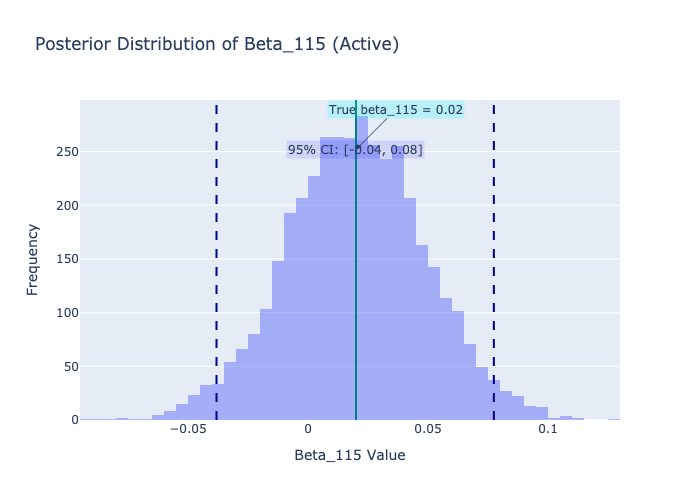 Posterior Distribution of Beta_115 (Active)
True beta_115 = 0.02
95% CI: [-0.04, 0.08]
250
200
150
100
50
0
Frequency
−0.05
0
0.05
0.1
Beta_115 Value